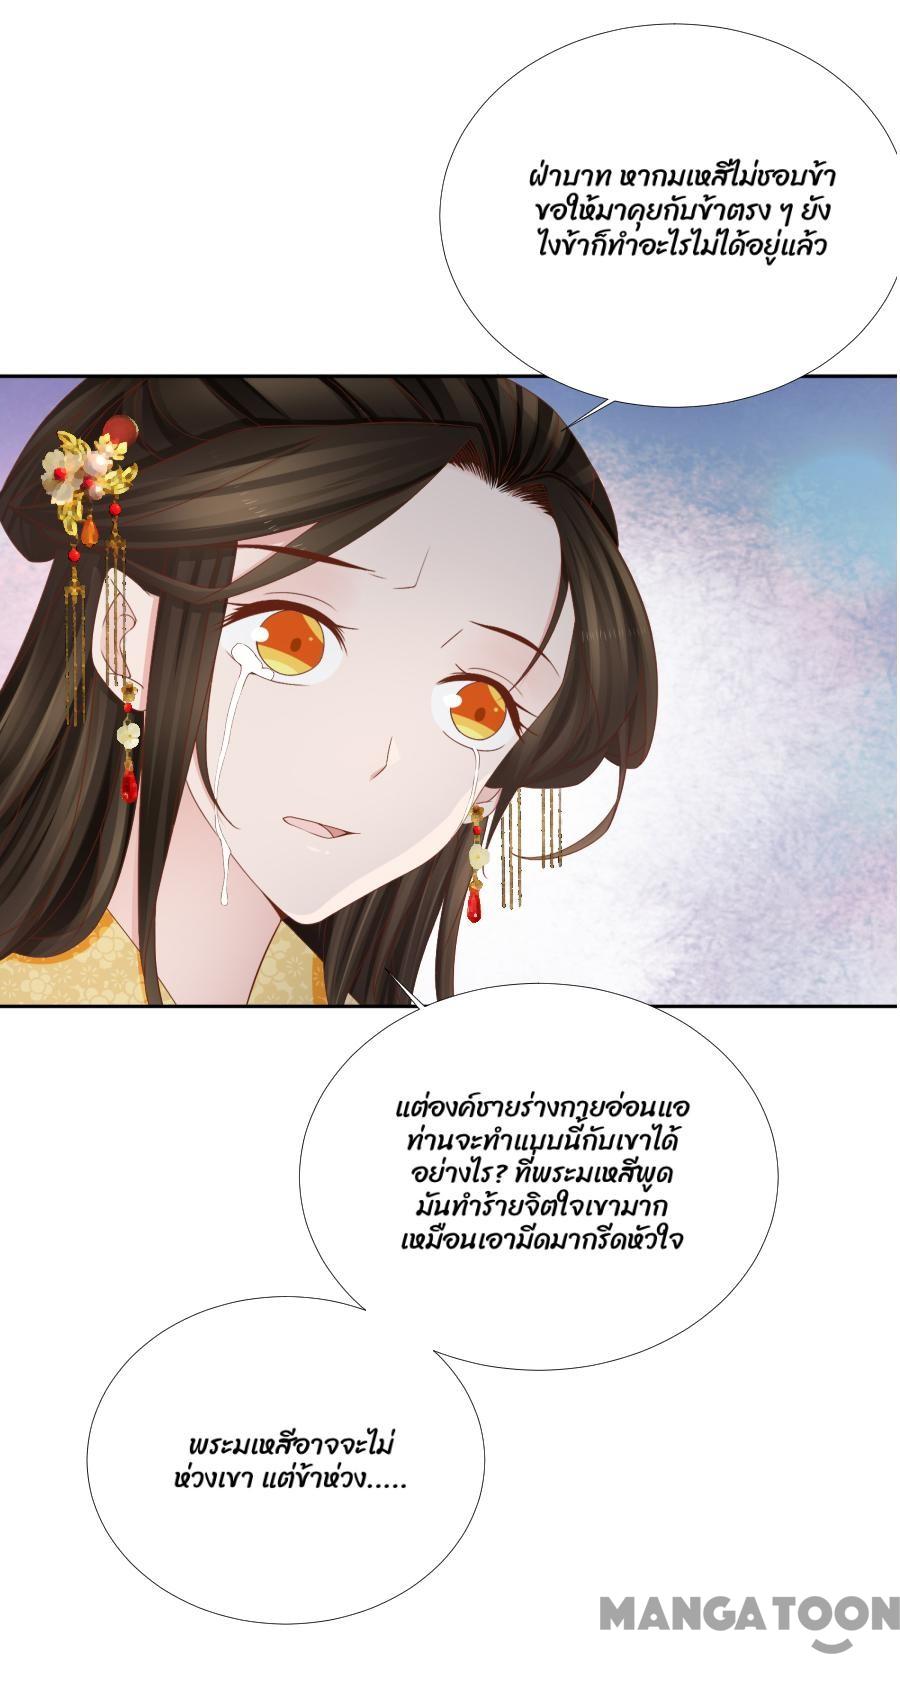 ฝ่าบาท หากมเหสีไม่ชอบข้า
ขอให้มาคุยกับข้าตรง ๆ ยัง
ไงข้าก็ทำอะไรไม่ได้อยู่แล้ว
แต่องค์ชายร่างกายอ่อนแอ
ท่านจะทำแบบนี้กับเขาได้
อย่างไร? ที่พระมเหสีพูด
มันทำร้ายจิตใจเขามาก
เหมือนเอามีดมากรีดหัวใจ
พระมเหสีอาจจะไม่
ห่วงเขา แต่ข้าห่วง.....
MANGATOON